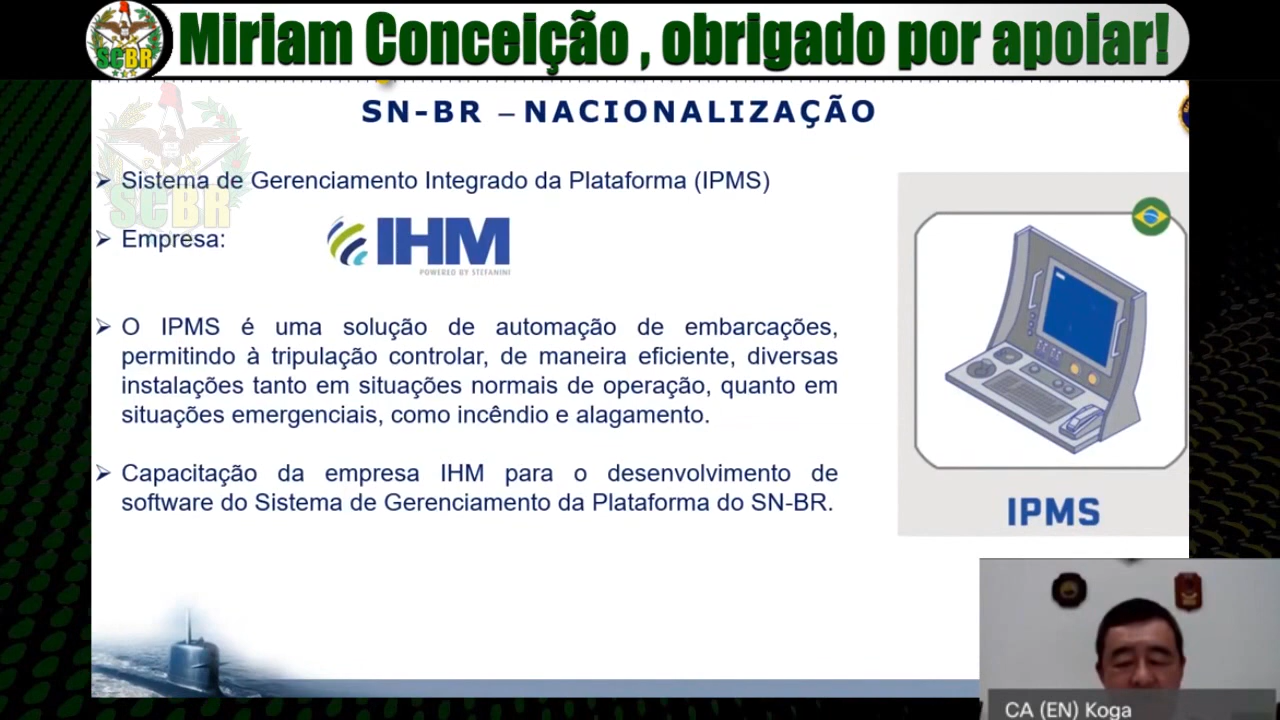 Miriam Conceição , obrigado por apoiar!
SCBR
SN-BR – NACIONALIZAÇÃO
SCBR
Sistema de Gerenciamento Integrado da Plataforma (IPMS)
Empresa:
IHM
POWERED BY STEFANINI
O IPMS é uma solução de automação de embarcações,
permitindo à tripulação controlar, de maneira eficiente, diversas
instalações tanto em situações normais de operação, quanto em
situações emergenciais, como incêndio e alagamento.
Capacitação da empresa IHM para o desenvolvimento de
software do Sistema de Gerenciamento da Plataforma do SN-BR.
IPMS
CA (EN) Koga